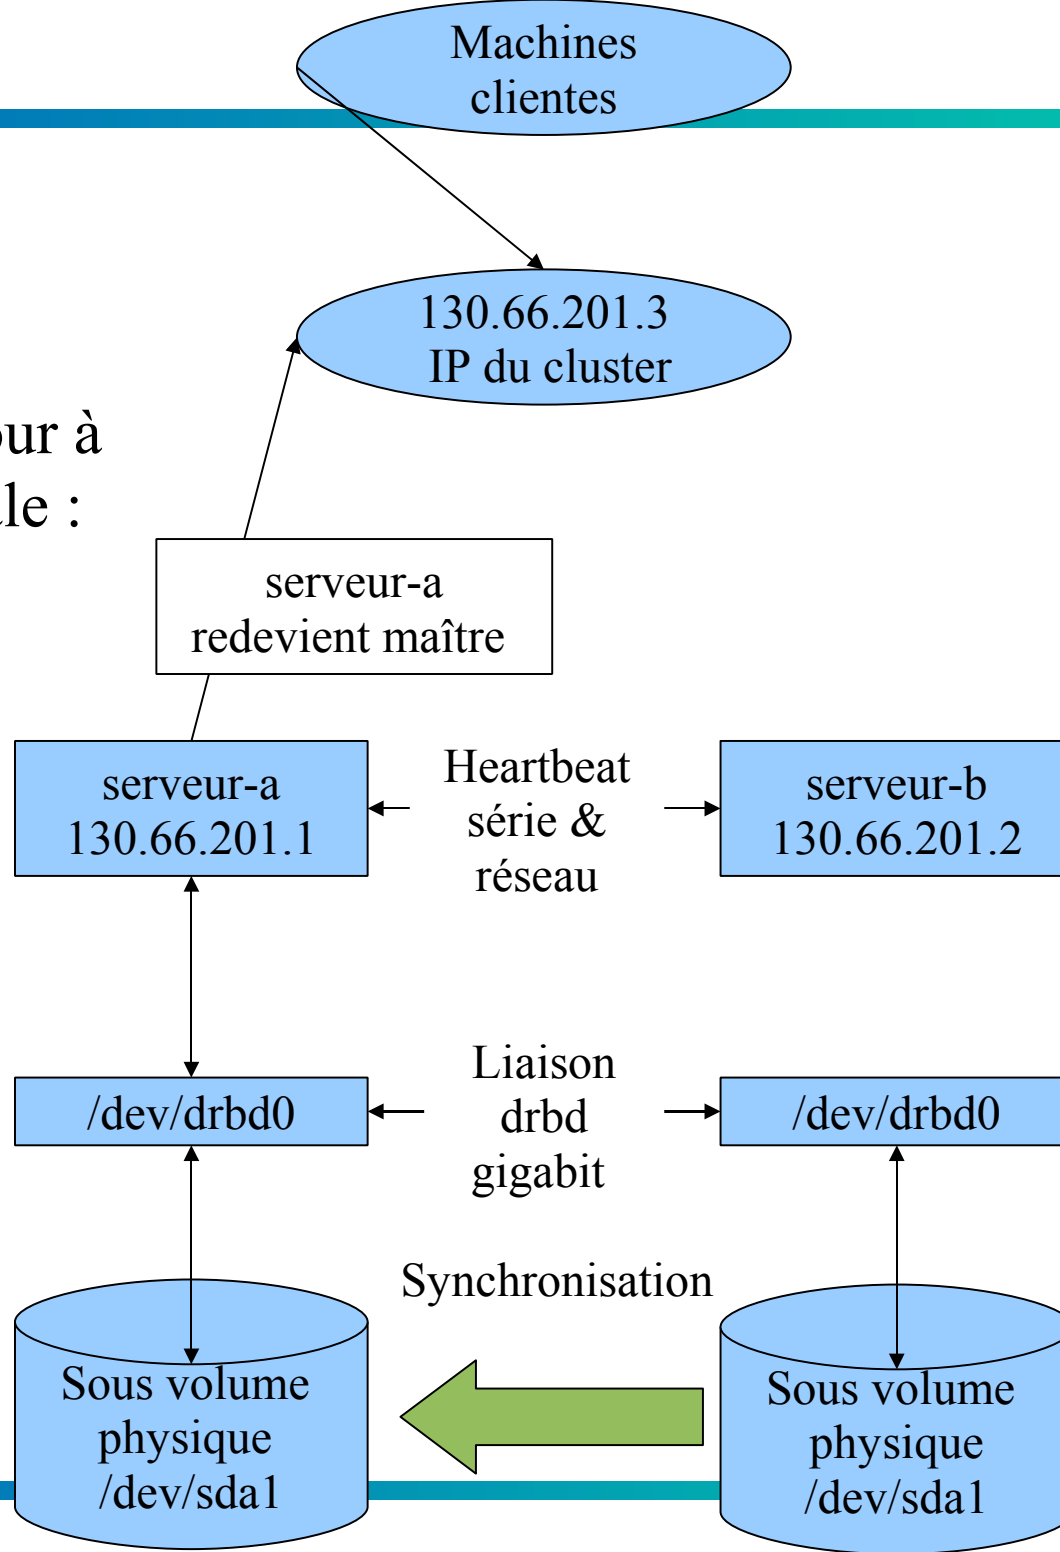 Machines
clientes
130.66.201.3
IP du cluster
à
:
serveur-a
redevient maître
serveur-a
130.66.201.1
Heartbeat
série &
réseau
serveur-b
130.66.201.2
/dev/drbd0
Liaison
drbd
gigabit
/dev/drbd0
Synchronisation
Sous volume
physique
/dev/sda1
Sous volume
physique
/dev/sda1